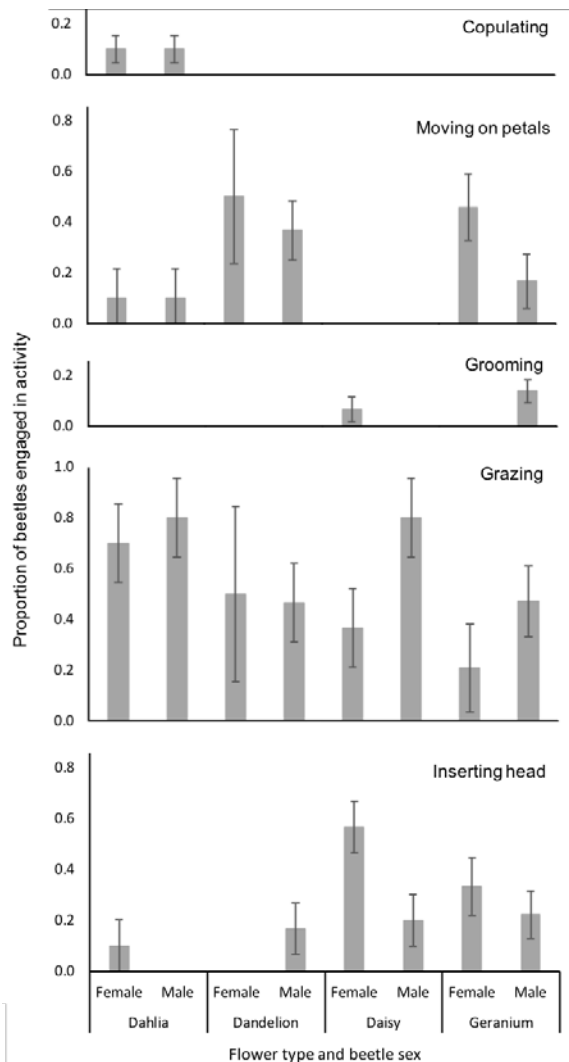 Copulating
0.2
0.0
Moving on petals
0.8
0.6
0.4
0.2
0.0
Grooming
0.2
0.0
Grazing
1.0
0.8
0.6
0.4
0.2
0.0
Inserting head
0.8
0.6
0.4
0.2
0.0
Proportion of beetles engaged in activity
Female Male Female Male Female Male Female Male
Dahlia Dandelion Daisy Geranium
Flower type and beetle sex